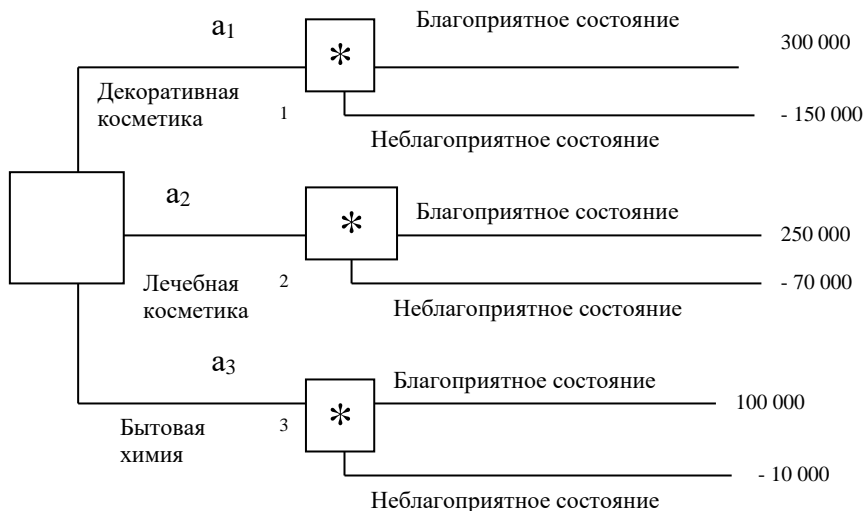 a1
Благоприятное состояние
300 000
*
Декоративная
косметика
1
- 150 000
Неблагоприятное состояние
a2
Благоприятное состояние
*
250 000
Лечебная
косметика
2
- 70 000
Неблагоприятное состояние
a3
Благоприятное состояние
100 000
*
Бытовая
химия
3
- 10 000
Неблагоприятное состояние